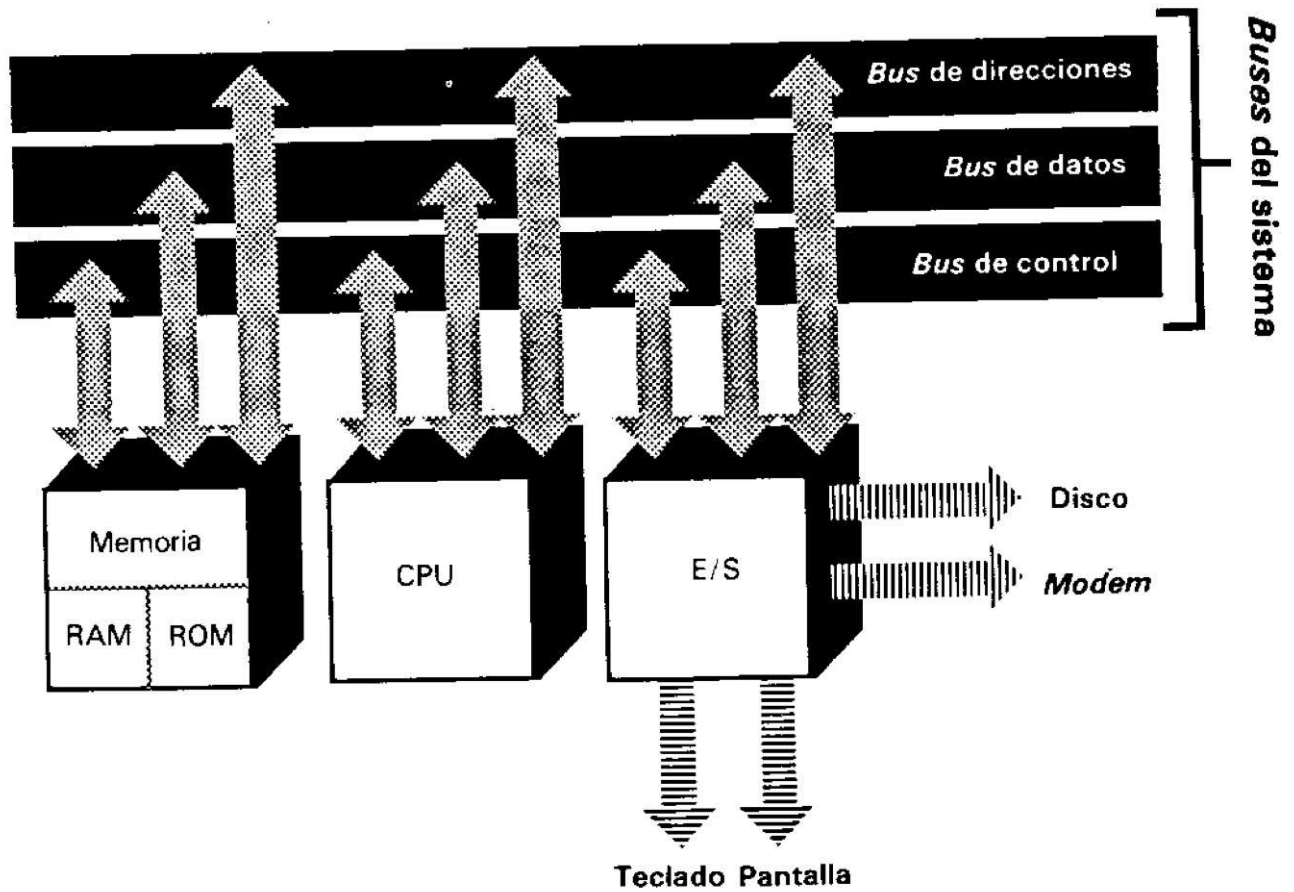 Bus de direcciones
Bus de datos
Bus de control
Buses del sistema
Memoria
RAM
ROM
CPU
E/S
Disco
Modem
Teclado
Pantalla